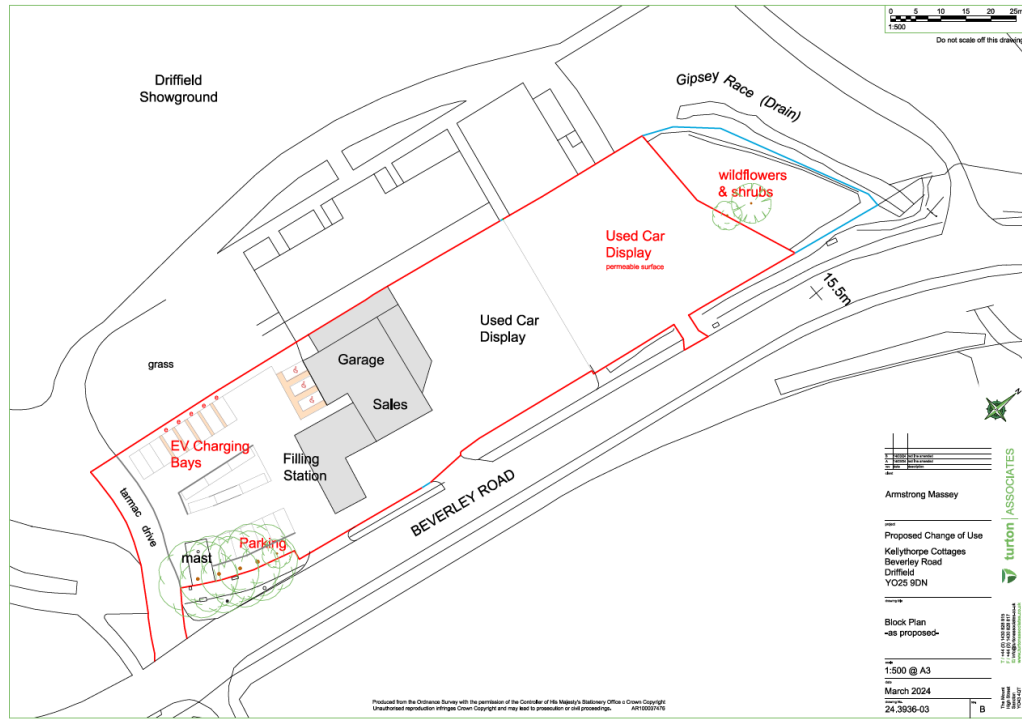 0 5 10 15 20 25m
1:500
Do not scale off this drawing
Driffield
Showground
Gipsey Race (Drain)
wildflowers
& shrubs
Used Car
Display
permeable surface
15.5m
Used Car
Display
grass
Garage
Sales
EV Charging
Bays
Filling
Station
tarmac drive
BEVERLEY ROAD
Parking
mast
N
Armstrong Massey
Proposed Change of Use
Kellythorpe Cottages
Beverley Road
Driffield
YO25 9DN
Block Plan
-as proposed-
1:500 @ A3
March 2024
24.3936-03
B
turton | ASSOCIATES
The Mount
High Street
Produced from the Ordnance Survey with the permission of the Controller of His Majesty's Stationery Office © Crown Copyright
Unauthorised reproduction infringes Crown Copyright and may lead to prosecution or civil proceedings. AR100037476